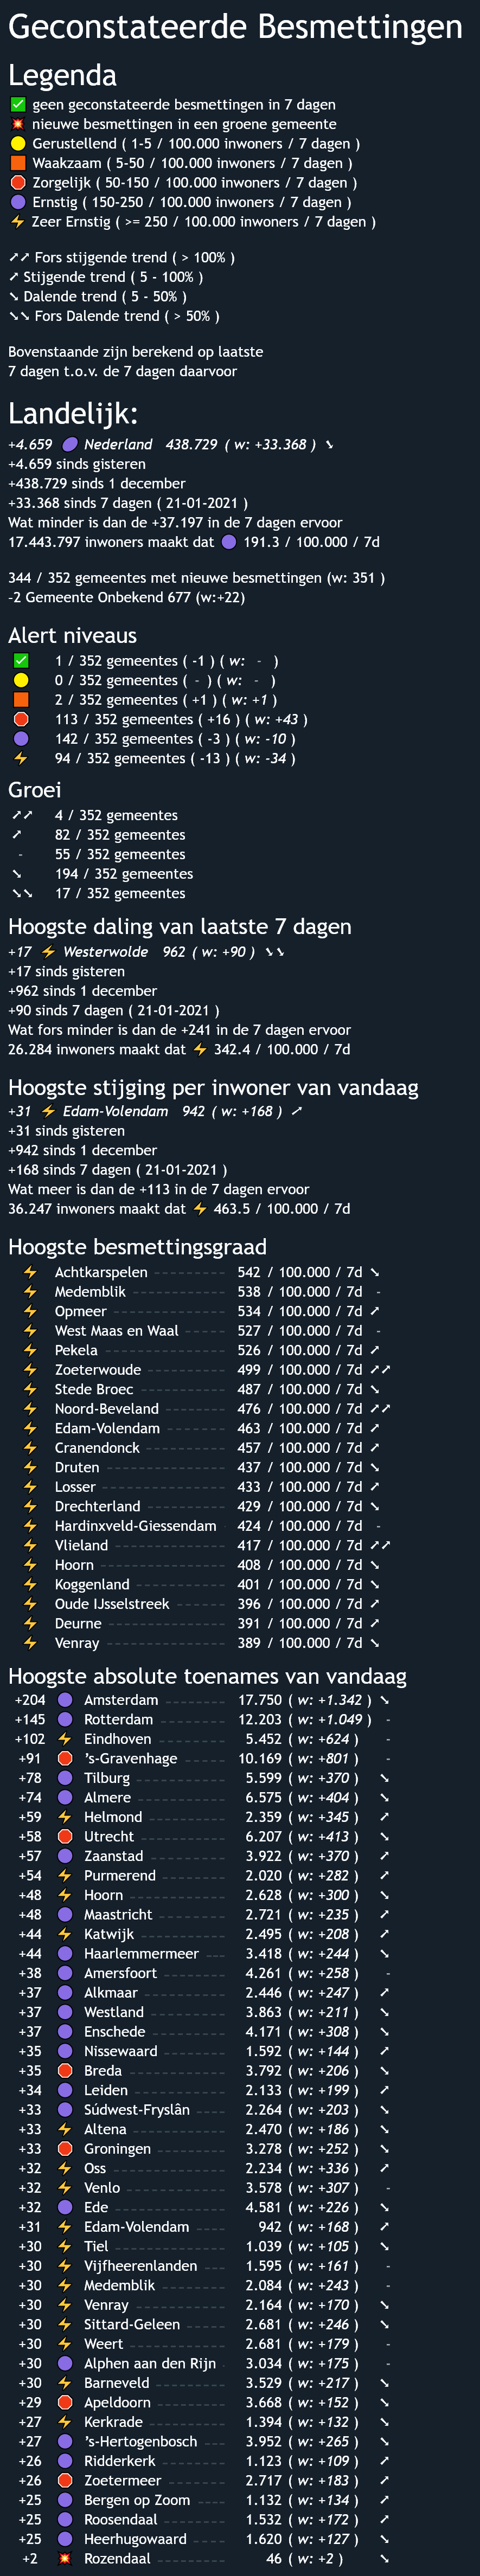 Geconstateerde Besmettingen
Legenda
✅ geen geconstateerde besmettingen in 7 dagen
💥 nieuwe besmettingen in een groene gemeente
🟡 Gerustellend ( 1-5 / 100.000 inwoners / 7 dagen )
🟧 Waakzaam ( 5-50 / 100.000 inwoners / 7 dagen )
🛑 Zorgelijk ( 50-150 / 100.000 inwoners / 7 dagen )
🟣 Ernstig ( 150-250 / 100.000 inwoners / 7 dagen )
⚡ Zeer Ernstig ( >= 250 / 100.000 inwoners / 7 dagen )
➚➚ Fors stijgende trend ( > 100% )
➚ Stijgende trend ( 5 - 100% )
➘ Dalende trend ( 5 - 50% )
➘➘ Fors Dalende trend ( > 50% )
Bovenstaande zijn berekend op laatste
7 dagen t.o.v. de 7 dagen daarvoor
Landelijk:
+4.659 🟣 Nederland 438.729 ( w: +33.368 ) ➘
+4.659 sinds gisteren
+438.729 sinds 1 december
+33.368 sinds 7 dagen ( 21-01-2021 )
Wat minder is dan de +37.197 in de 7 dagen ervoor
17.443.797 inwoners maakt dat 🟣 191.3 / 100.000 / 7d
344 / 352 gemeentes met nieuwe besmettingen (w: 351 )
-2 Gemeente Onbekend 677 (w:+22)
Alert niveaus
✅ 1 / 352 gemeentes ( -1 ) ( w: - )
🟡 0 / 352 gemeentes ( - ) ( w: - )
🟧 2 / 352 gemeentes ( +1 ) ( w: +1 )
🛑 113 / 352 gemeentes ( +16 ) ( w: +43 )
🟣 142 / 352 gemeentes ( -3 ) ( w: -10 )
⚡ 94 / 352 gemeentes ( -13 ) ( w: -34 )
Groei
➚➚ 4 / 352 gemeentes
➚ 82 / 352 gemeentes
- 55 / 352 gemeentes
➘ 194 / 352 gemeentes
➘➘ 17 / 352 gemeentes
Hoogste daling van laatste 7 dagen
+17 ⚡ Westerwolde 962 ( w: +90 ) ➘➘
+17 sinds gisteren
+962 sinds 1 december
+90 sinds 7 dagen ( 21-01-2021 )
Wat fors minder is dan de +241 in de 7 dagen ervoor
26.284 inwoners maakt dat ⚡ 342.4 / 100.000 / 7d
Hoogste stijging per inwoner van vandaag
+31 ⚡ Edam-Volendam 942 ( w: +168 ) ➚
+31 sinds gisteren
+942 sinds 1 december
+168 sinds 7 dagen ( 21-01-2021 )
Wat meer is dan de +113 in de 7 dagen ervoor
36.247 inwoners maakt dat ⚡ 463.5 / 100.000 / 7d
Hoogste besmettingsgraad
⚡ Achtkarspelen 542 / 100.000 / 7d ➘
⚡ Medemblik 538 / 100.000 / 7d -
⚡ Opmeer 534 / 100.000 / 7d ➚
⚡ West Maas en Waal 527 / 100.000 / 7d -
⚡ Pekela 526 / 100.000 / 7d ➚
⚡ Zoeterwoude 499 / 100.000 / 7d ➚➚
⚡ Stede Broec 487 / 100.000 / 7d ➘
⚡ Noord-Beveland 476 / 100.000 / 7d ➚➚
⚡ Edam-Volendam 463 / 100.000 / 7d ➚
⚡ Cranendonck 457 / 100.000 / 7d ➚
⚡ Druten 437 / 100.000 / 7d ➘
⚡ Losser 433 / 100.000 / 7d ➚
⚡ Drechterland 429 / 100.000 / 7d ➘
⚡ Hardinxveld-Giessendam 424 / 100.000 / 7d -
⚡ Vlieland 417 / 100.000 / 7d ➚➚
⚡ Hoorn 408 / 100.000 / 7d ➘
⚡ Koggenland 401 / 100.000 / 7d ➘
⚡ Oude IJsselstreek 396 / 100.000 / 7d ➚
⚡ Deurne 391 / 100.000 / 7d ➚
⚡ Venray 389 / 100.000 / 7d ➘
Hoogste absolute toenames van vandaag
+204 🟣 Amsterdam 17.750 ( w: +1.342 ) ➘
+145 🟣 Rotterdam 12.203 ( w: +1.049 ) -
+102 ⚡ Eindhoven 5.452 ( w: +624 ) -
+91 🛑 's-Gravenhage 10.169 ( w: +801 ) -
+78 🟣 Tilburg 5.599 ( w: +370 ) ➘
+74 🟣 Almere 6.575 ( w: +404 ) ➘
+59 ⚡ Helmond 2.359 ( w: +345 ) ➚
+58 🛑 Utrecht 6.207 ( w: +413 ) ➘
+57 🟣 Zaanstad 3.922 ( w: +370 ) ➚
+54 ⚡ Purmerend 2.020 ( w: +282 ) ➚
+48 ⚡ Hoorn 2.628 ( w: +300 ) ➘
+48 🟣 Maastricht 2.721 ( w: +235 ) ➚
+44 ⚡ Katwijk 2.495 ( w: +208 ) ➚
+44 🟣 Haarlemmermeer 3.418 ( w: +244 ) ➘
+38 🟣 Amersfoort 4.261 ( w: +258 ) -
+37 🟣 Alkmaar 2.446 ( w: +247 ) ➚
+37 🟣 Westland 3.863 ( w: +211 ) ➘
+37 🟣 Enschede 4.171 ( w: +308 ) ➘
+35 🟣 Nissewaard 1.592 ( w: +144 ) ➚
+35 🛑 Breda 3.792 ( w: +206 ) ➘
+34 🟣 Leiden 2.133 ( w: +199 ) ➚
+33 🟣 Súdwest-Fryslân 2.264 ( w: +203 ) ➘
+33 ⚡ Altena 2.470 ( w: +186 ) ➘
+33 🛑 Groningen 3.278 ( w: +252 ) ➘
+32 ⚡ Oss 2.234 ( w: +336 ) ➚
+32 ⚡ Venlo 3.578 ( w: +307 ) -
+32 🟣 Ede 4.581 ( w: +226 ) ➘
+31 ⚡ Edam-Volendam 942 ( w: +168 ) ➚
+30 ⚡ Tiel 1.039 ( w: +105 ) ➘
+30 ⚡ Vijfheerenlanden 1.595 ( w: +161 ) -
+30 ⚡ Medemblik 2.084 ( w: +243 ) -
+30 ⚡ Venray 2.164 ( w: +170 ) ➘
+30 ⚡ Sittard-Geleen 2.681 ( w: +246 ) ➘
+30 ⚡ Weert 2.681 ( w: +179 ) -
+30 🟣 Alphen aan den Rijn 3.034 ( w: +175 ) -
+30 ⚡ Barneveld 3.529 ( w: +217 ) ➘
+29 🛑 Apeldoorn 3.668 ( w: +152 ) ➘
+27 ⚡ Kerkrade 1.394 ( w: +132 ) ➘
+27 🟣 's-Hertogenbosch 3.952 ( w: +265 ) ➘
+26 🟣 Ridderkerk 1.123 ( w: +109 ) ➚
+26 🛑 Zoetermeer 2.717 ( w: +183 ) ➚
+25 🟣 Bergen op Zoom 1.132 ( w: +134 ) ➚
+25 🟣 Roosendaal 1.532 ( w: +172 ) ➚
+25 🟣 Heerhugowaard 1.620 ( w: +127 ) ➘
+2 💥 Rozendaal 46 ( w: +2 ) ➘